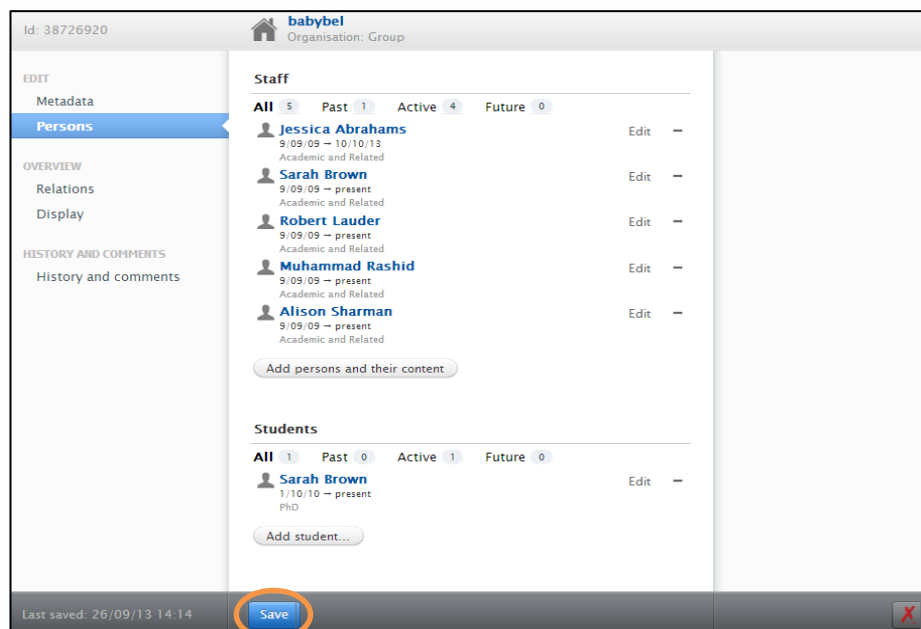 Id: 38726920
babybel
Organisation: Group
EDIT
Metadata
Persons
OVERVIEW
Relations
Display
HISTORY AND COMMENTS
History and comments
Staff
All 5 Past 1 Active 4 Future 0
Jessica Abrahams Edit −
9/09/09 → 10/10/13
Academic and Related
Sarah Brown Edit −
9/09/09 → present
Academic and Related
Robert Lauder Edit −
9/09/09 → present
Academic and Related
Muhammad Rashid Edit −
9/09/09 → present
Academic and Related
Alison Sharman Edit −
9/09/09 → present
Academic and Related
Add persons and their content
Students
All 1 Past 0 Active 1 Future 0
Sarah Brown Edit −
1/10/10 → present
PhD
Add student...
Last saved: 26/09/13 14:14
Save
X